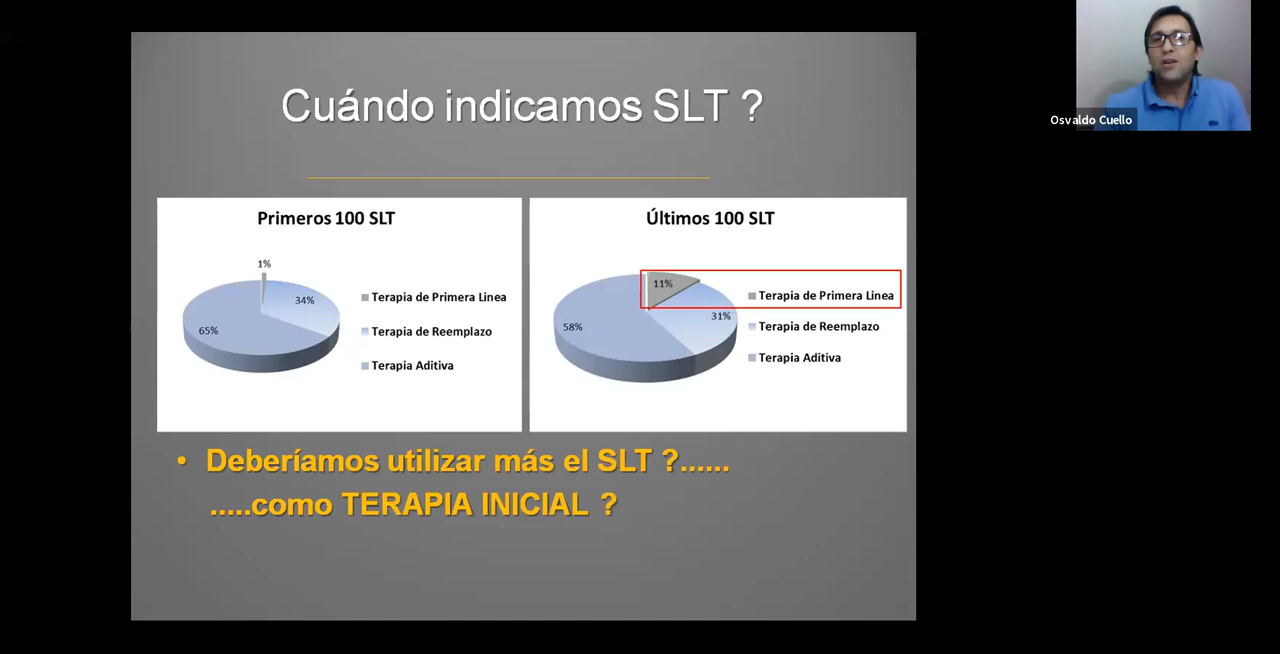 Cuándo indicamos SLT ?
Osvaldo Cuello
Primeros 100 SLT
1%
34%
65%
Terapia de Primera Linea
Terapia de Reemplazo
Terapia Aditiva
Últimos 100 SLT
11%
31%
58%
Terapia de Primera Linea
Terapia de Reemplazo
Terapia Aditiva
• Deberíamos utilizar más el SLT ?......
.....como TERAPIA INICIAL ?